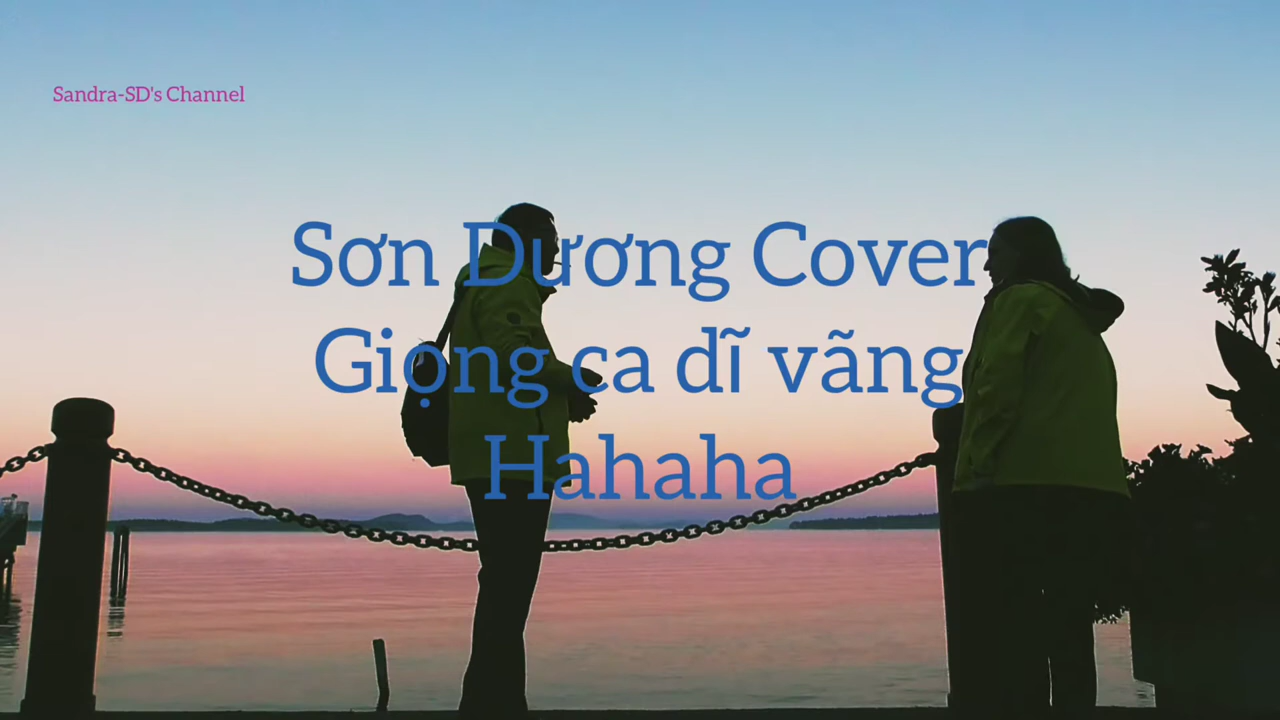 Sandra-SD's Channel
Sơn Dương Cover
Giọng ca dĩ vãng
Hahaha